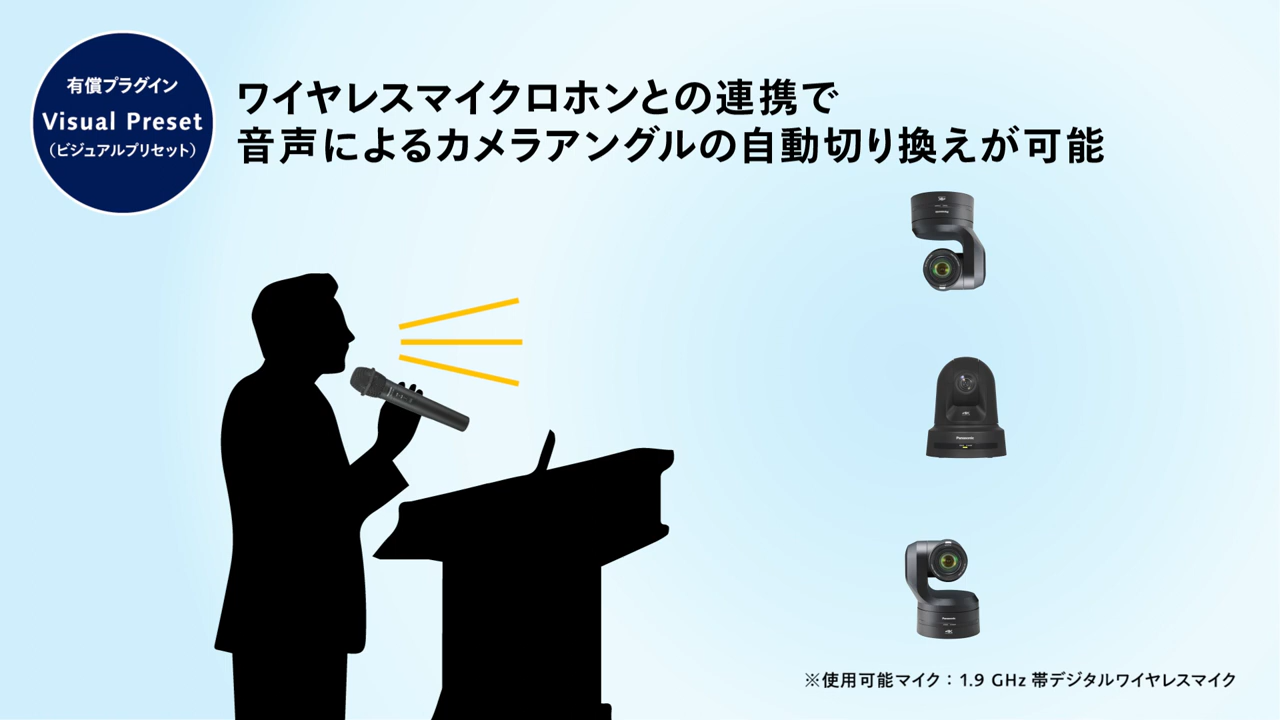 有償プラグイン
Visual Preset
（ビジュアルプリセット）
ワイヤレスマイクロホンとの連携で
音声によるカメラアングルの自動切り換えが可能
Panasonic
4K
Panasonic
※使用可能マイク：1.9 GHz 帯デジタルワイヤレスマイク